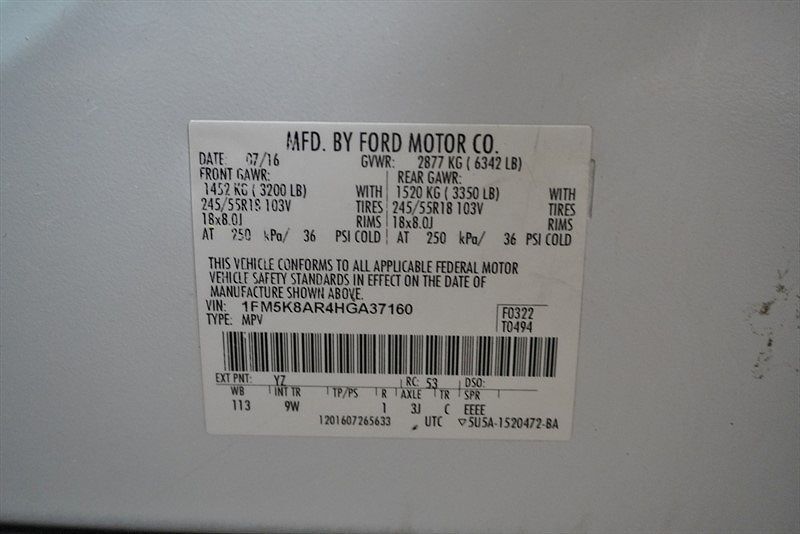 MFD. BY FORD MOTOR CO.
DATE: 07/16 GVWR: 2877 KG ( 6342 LB)
FRONT GAWR: REAR GAWR:
1452 KG ( 3200 LB) WITH 1520 KG ( 3350 LB) WITH
245/55R18 103V TIRES 245/55R18 103V TIRES
18x8.0J RIMS 18x8.0J RIMS
AT 250 kPa/ 36 PSI COLD AT 250 kPa/ 36 PSI COLD
THIS VEHICLE CONFORMS TO ALL APPLICABLE FEDERAL MOTOR
VEHICLE SAFETY STANDARDS IN EFFECT ON THE DATE OF
MANUFACTURE SHOWN ABOVE.
VIN: 1FM5K8AR4HGA37160 F0322
TYPE: MPV T0494
EXT PNT: YZ RC: 53 DSO:
WB INT TR TP/PS R AXLE TR SPR
113 9W 1 3J C EEEE
1201607265633 UTC ▽5U5A-1520472-BA